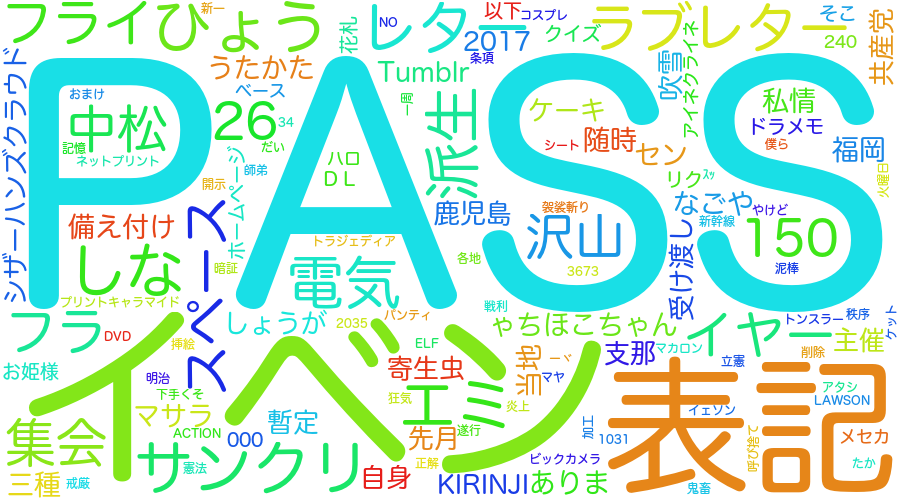 フライ
ひょう
レター
新一
花札
NO
以下
コスプレ
2017
条項
クイズ
ラブレター
そこ
240
共産党
シザーハンズクラウド
PASS
うたかた
おまけ
ベース
Tumblr
一周
派生
吹雪
アイネクライネ
ケーキ
私情
ドラメモ
中松
26
34
記憶
だい
ネットプリント
ハロ
DL
シート
随時
セン
僕ら
福岡
師弟
開示
ホームページ
リク
火曜日
備え付け
スペース
鹿児島
袈裟斬り
沢山
なごや
やけど
新幹線
150
しな
暗証
トラジェディア
電気
各地
3673
受け渡し
泥棒
プリントキャラマイド
戦利
パンティ
フラ
DVD
しょうが
2035
ゃちほこちゃん
イヤー
トンスラー
秩序
ケット
主催
挿絵
ELF
お姫様
明治
イベン
寄生虫
当地
支那
マカロン
立憲
削除
マヤ
下手くそ
狂気
エミ
炎上
表記
アタシ
LAWSON
イェソン
マサラ
暫定
ACTION
000
先月
遂行
加工
1031
メセカ
集会
サンクリ
正解
ビックカメラ
たか
三種
戒厳
憲法
自身
KIRINJI
ありま
鬼畜